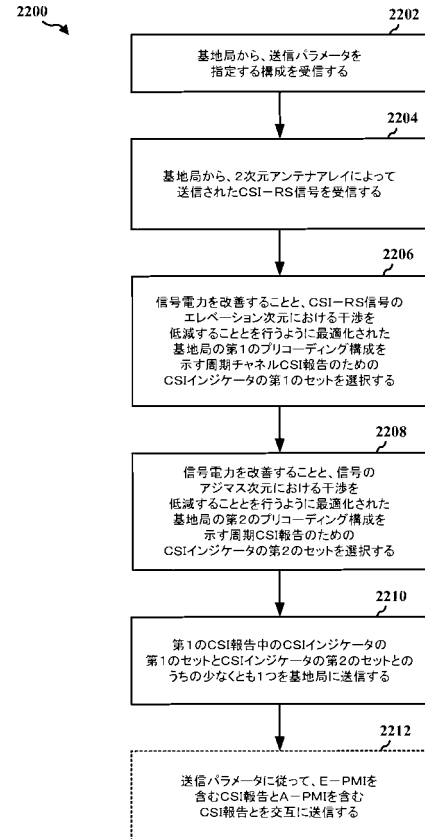 2200
2202
基地局から、送信パラメータを
指定する構成を受信する
2204
基地局から、2次元アンテナアレイによって
送信されたCSI－RS信号を受信する
2206
信号電力を改善することと、CSI－RS信号の
エレベーション次元における干渉を
低減することとを行うように最適化された
基地局の第1のプリコーディング構成を
示す周期チャネルCSI報告のための
CSIインジケータの第1のセットを選択する
2208
信号電力を改善することと、信号の
アジマス次元における干渉を
低減することとを行うように最適化された
基地局の第2のプリコーディング構成を
示す周期CSI報告のための
CSIインジケータの第2のセットを選択する
2210
第1のCSI報告中のCSIインジケータの
第1のセットとCSIインジケータの第2のセットとの
うちの少なくとも1つを基地局に送信する
2212
送信パラメータに従って、E－PMIを
含むCSI報告とA－PMIを含む
CSI報告とを交互に送信する